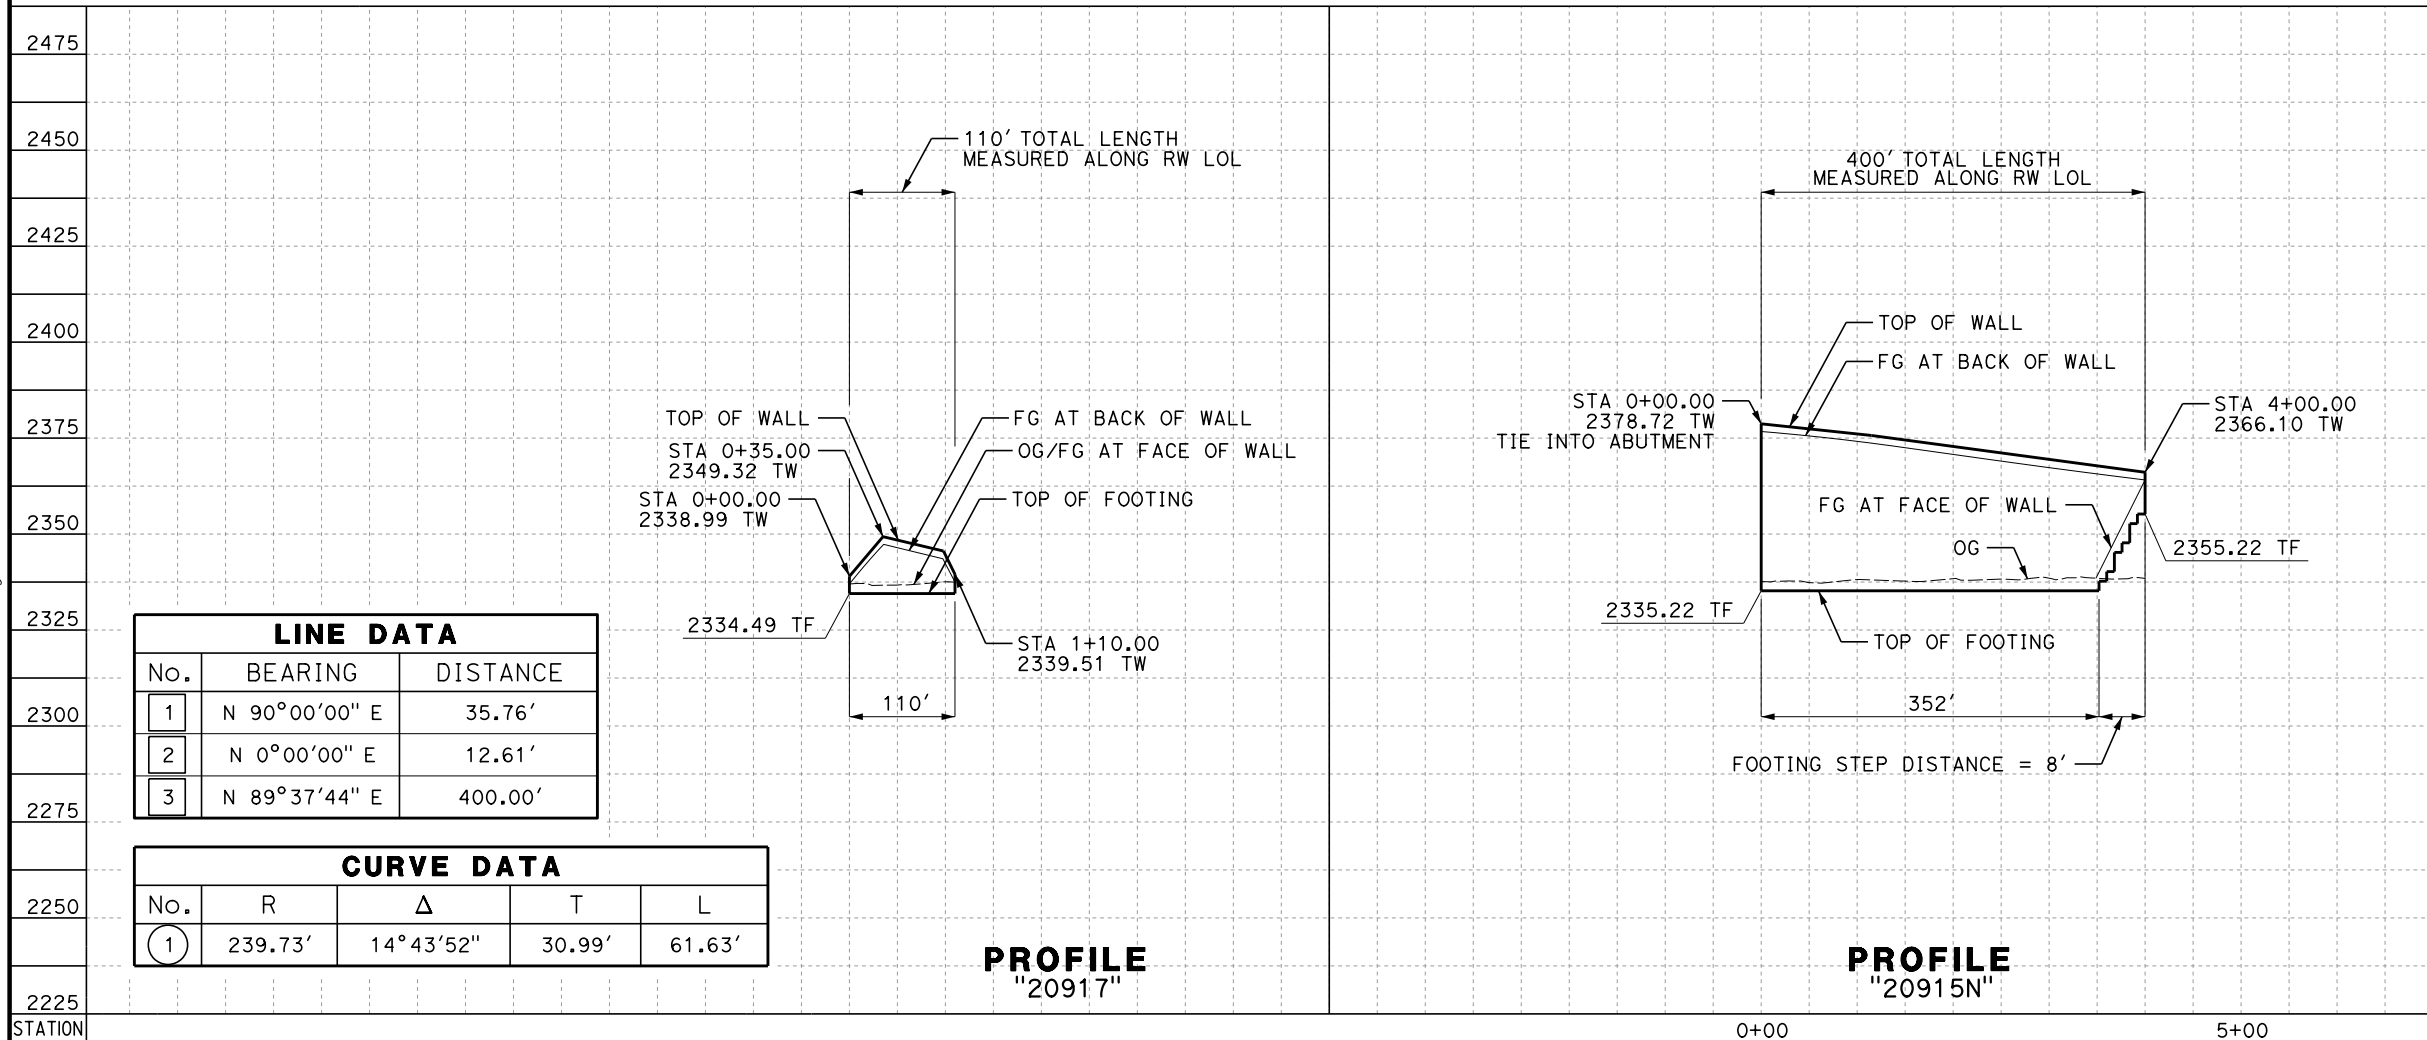 2475
2450
2425
2400
2375
2350
2325
2300
2275
2250
2225
STATION
110' TOTAL LENGTH
MEASURED ALONG RW LOL
TOP OF WALL
STA 0+35.00
2349.32 TW
STA 0+00.00
2338.99 TW
FG AT BACK OF WALL
OG/FG AT FACE OF WALL
TOP OF FOOTING
2334.49 TF
STA 1+10.00
2339.51 TW
110'
LINE DATA
No. BEARING DISTANCE
1 N 90°00'00" E 35.76'
2 N 0°00'00" E 12.61'
3 N 89°37'44" E 400.00'
CURVE DATA
No. R Δ T L
1 239.73' 14°43'52" 30.99' 61.63'
PROFILE
"20917"
400' TOTAL LENGTH
MEASURED ALONG RW LOL
TOP OF WALL
FG AT BACK OF WALL
STA 0+00.00
2378.72 TW
TIE INTO ABUTMENT
STA 4+00.00
2366.10 TW
FG AT FACE OF WALL
OG
2355.22 TF
2335.22 TF
TOP OF FOOTING
352'
FOOTING STEP DISTANCE = 8'
PROFILE
"20915N"
0+00 5+00